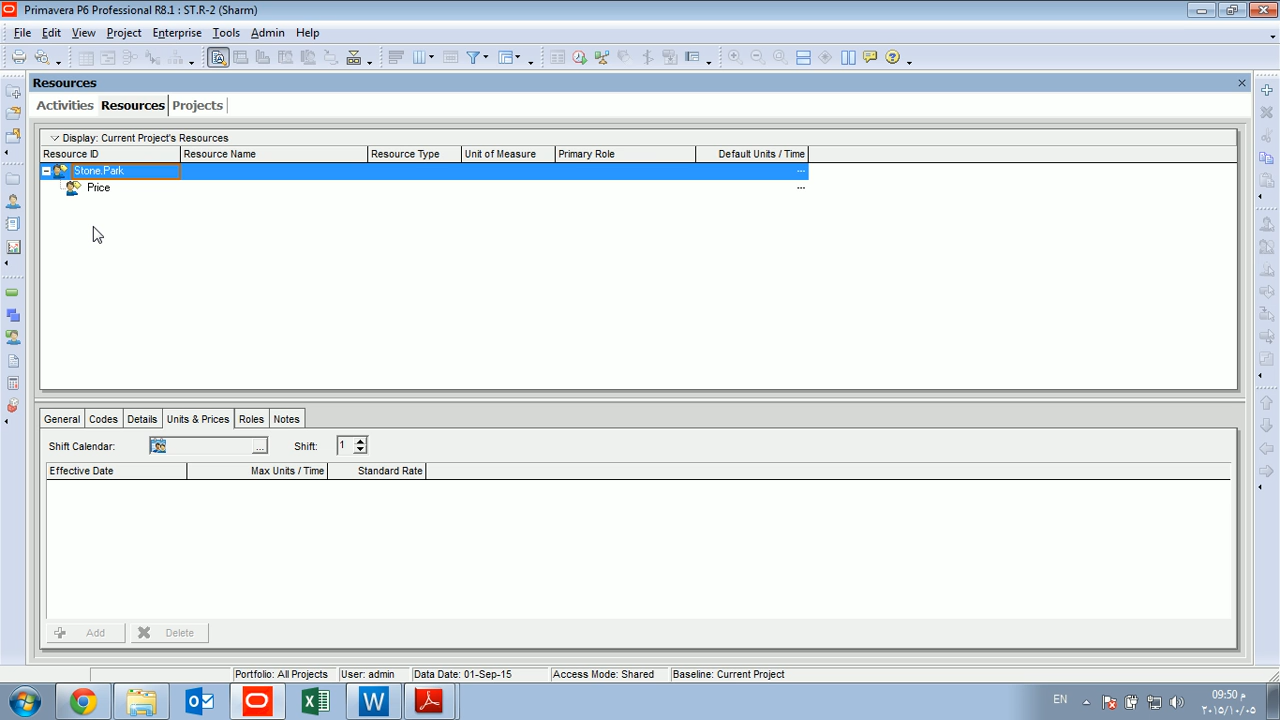 Primavera P6 Professional R8.1 : ST.R-2 (Sharm)
File Edit View Project Enterprise Tools Admin Help
Resources
Activities Resources Projects
Display: Current Project's Resources
Resource ID Resource Name Resource Type Unit of Measure Primary Role Default Units / Time
Stone.Park ...
Price ...
General Codes Details Units & Prices Roles Notes
Shift Calendar: ... Shift: 1
Effective Date Max Units / Time Standard Rate
Add Delete
Portfolio: All Projects User: admin Data Date: 01-Sep-15 Access Mode: Shared Baseline: Current Project
EN
09:50 م
٢٠١٥/١٠/٠٥